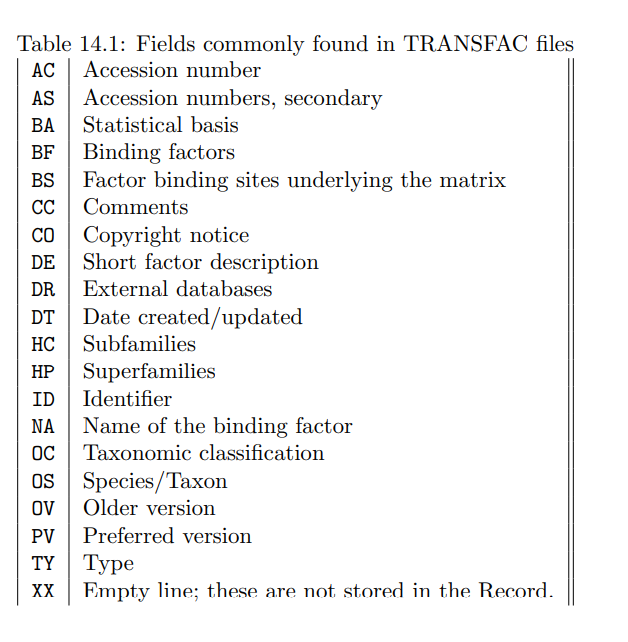 Table 14.1: Fields commonly found in TRANSFAC files
AC Accession number
AS Accession numbers, secondary
BA Statistical basis
BF Binding factors
BS Factor binding sites underlying the matrix
CC Comments
CO Copyright notice
DE Short factor description
DR External databases
DT Date created/updated
HC Subfamilies
HP Superfamilies
ID Identifier
NA Name of the binding factor
OC Taxonomic classification
OS Species/Taxon
OV Older version
PV Preferred version
TY Type
XX Empty line; these are not stored in the Record.